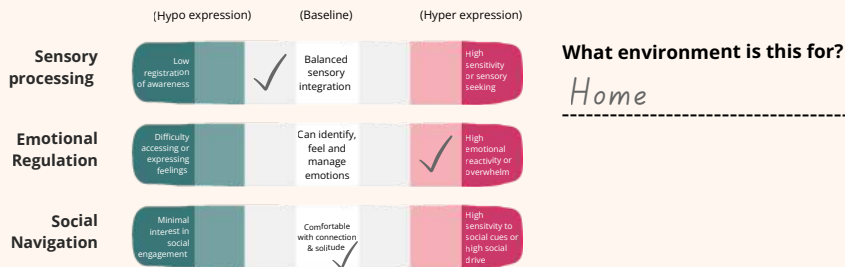 (Hypo expression)
(Baseline)
(Hyper expression)
Sensory
processing
Low
registration
of awareness
Balanced
sensory
integration
High
sensitivity
or sensory
seeking
What environment is this for?
Home
Emotional
Regulation
Difficulty
accessing or
expressing
feelings
Can identify,
feel and
manage
emotions
High
emotional
reactivity or
overwhelm
Social
Navigation
Minimal
interest in
social
engagement
Comfortable
with connection
& solitude
High
sensitvity to
social cues or
high social
drive